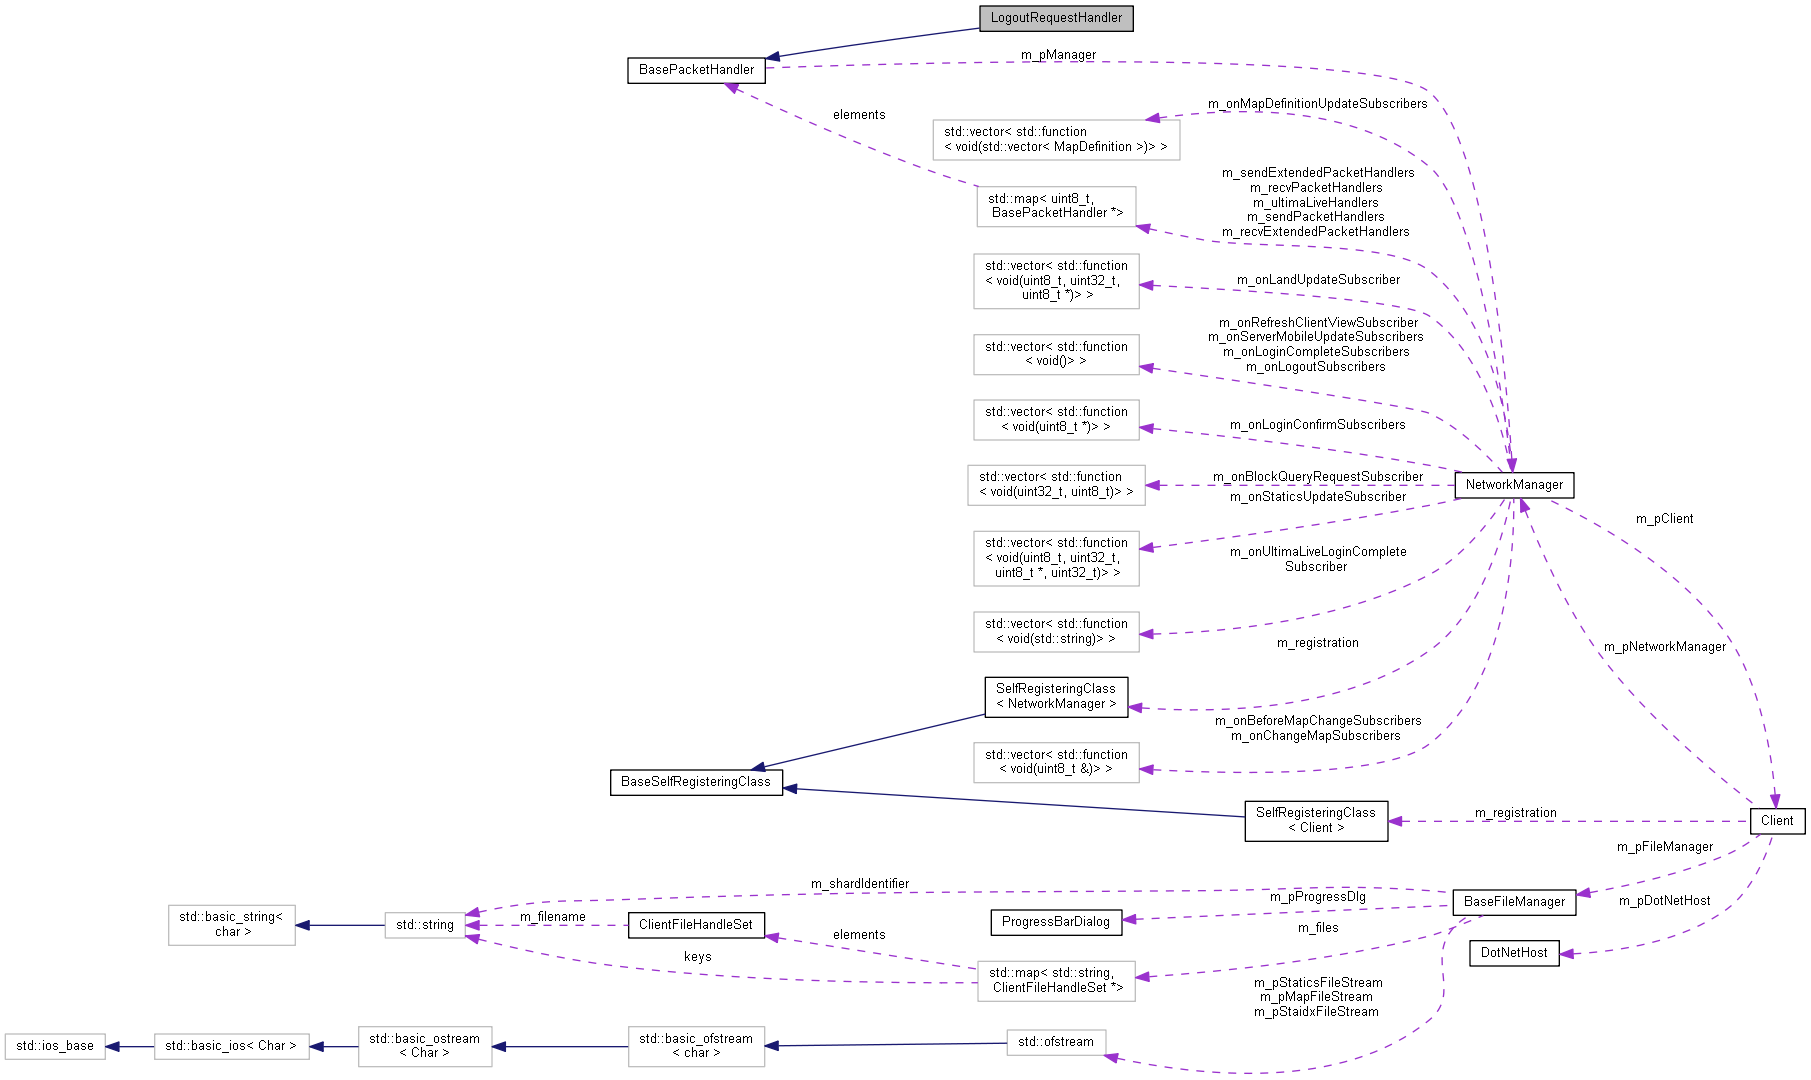 LogoutRequestHandler
m_pManager
BasePacketHandler
m_onMapDefinitionUpdateSubscribers
elements
std::vector< std::function
< void(std::vector< MapDefinition >)> >
m_sendExtendedPacketHandlers
m_recvPacketHandlers
m_ultimaLiveHandlers
m_sendPacketHandlers
m_recvExtendedPacketHandlers
std::map< uint8_t,
BasePacketHandler *>
std::vector< std::function
< void(uint8_t, uint32_t,
uint8_t *)> >
m_onLandUpdateSubscriber
m_onRefreshClientViewSubscriber
m_onServerMobileUpdateSubscribers
m_onLoginCompleteSubscribers
m_onLogoutSubscribers
std::vector< std::function
< void()> >
std::vector< std::function
< void(uint8_t *)> >
m_onLoginConfirmSubscribers
std::vector< std::function
< void(uint32_t, uint8_t)> >
m_onBlockQueryRequestSubscriber
NetworkManager
m_onStaticsUpdateSubscriber
m_pClient
std::vector< std::function
< void(uint8_t, uint32_t,
uint8_t *, uint32_t)> >
m_onUltimaLiveLoginComplete
Subscriber
std::vector< std::function
< void(std::string)> >
m_registration
m_pNetworkManager
SelfRegisteringClass
< NetworkManager >
m_onBeforeMapChangeSubscribers
m_onChangeMapSubscribers
std::vector< std::function
< void(uint8_t &)> >
BaseSelfRegisteringClass
SelfRegisteringClass
< Client >
m_registration
Client
m_pFileManager
m_shardIdentifier
m_pProgressDlg
BaseFileManager
m_pDotNetHost
std::basic_string<
char >
std::string
m_filename
ClientFileHandleSet
ProgressBarDialog
m_files
elements
DotNetHost
keys
std::map< std::string,
ClientFileHandleSet *>
m_pStaticsFileStream
m_pMapFileStream
m_pStaidxFileStream
std::ios_base
std::basic_ios< Char >
std::basic_ostream
< Char >
std::basic_ofstream
< char >
std::ofstream